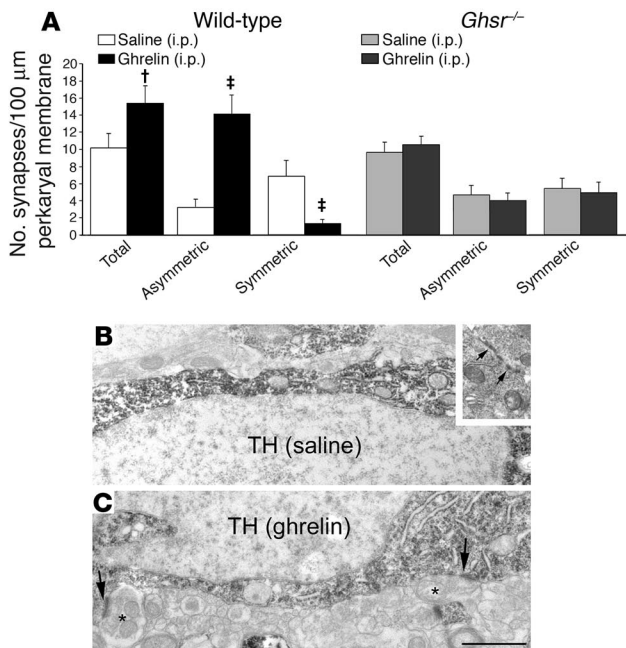 A
Wild-type
Ghsr–/–
Saline (i.p.)
Ghrelin (i.p.)
Saline (i.p.)
Ghrelin (i.p.)
No. synapses/100 μm
perkaryal membrane
20
18
16
14
12
10
8
6
4
2
0
†
‡
‡
Total
Asymmetric
Symmetric
Total
Asymmetric
Symmetric
B
TH (saline)
C
TH (ghrelin)
*
*